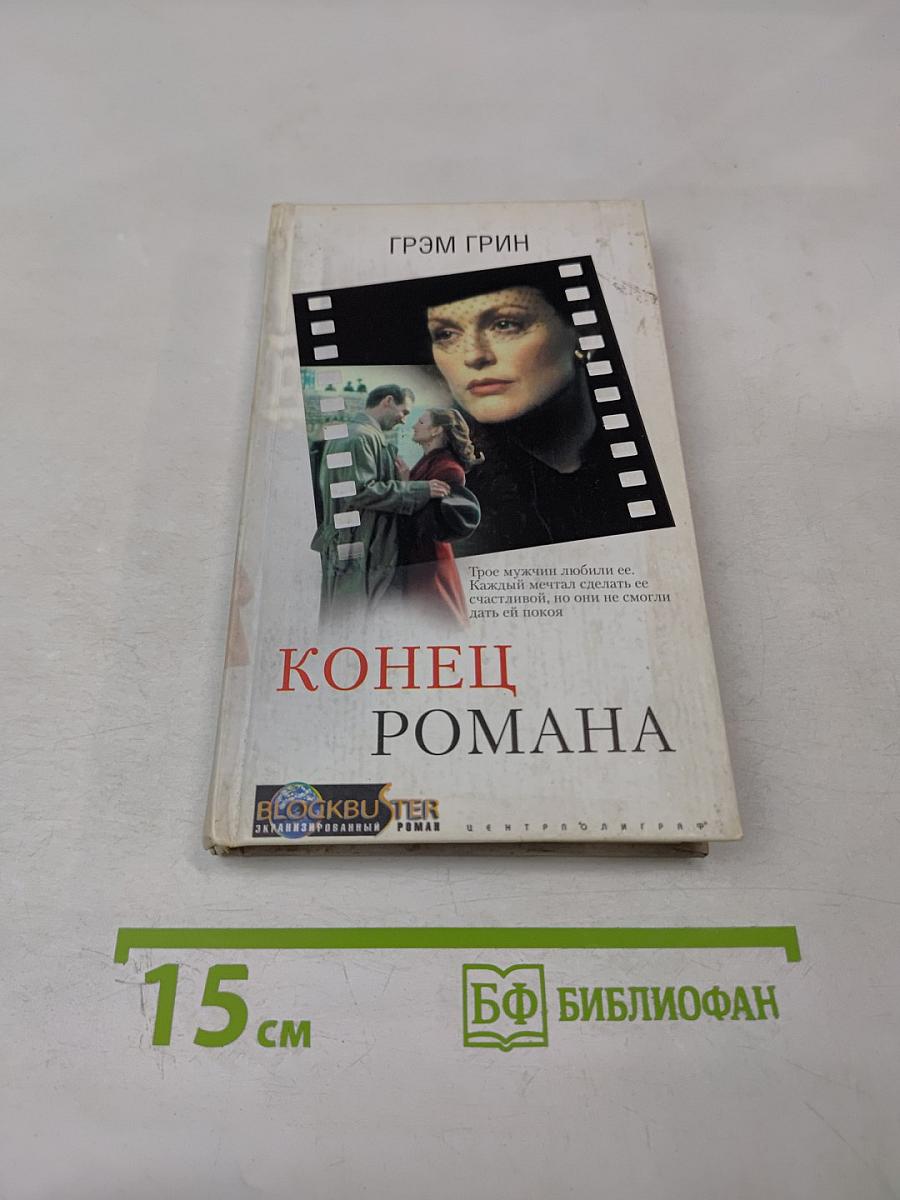 ГРЭМ ГРИН
Трое мужчин любили ее.
Каждый мечтал сделать ее
счастливой, но они не смогли
дать ей покоя
КОНЕЦ
РОМАНА
BLOCKBUSTER
ЭКРАНИЗИРОВАННЫЙ РОМАН
ЦЕНТРПОЛИГРАФ
15 см
БФ БИБЛИОФАН